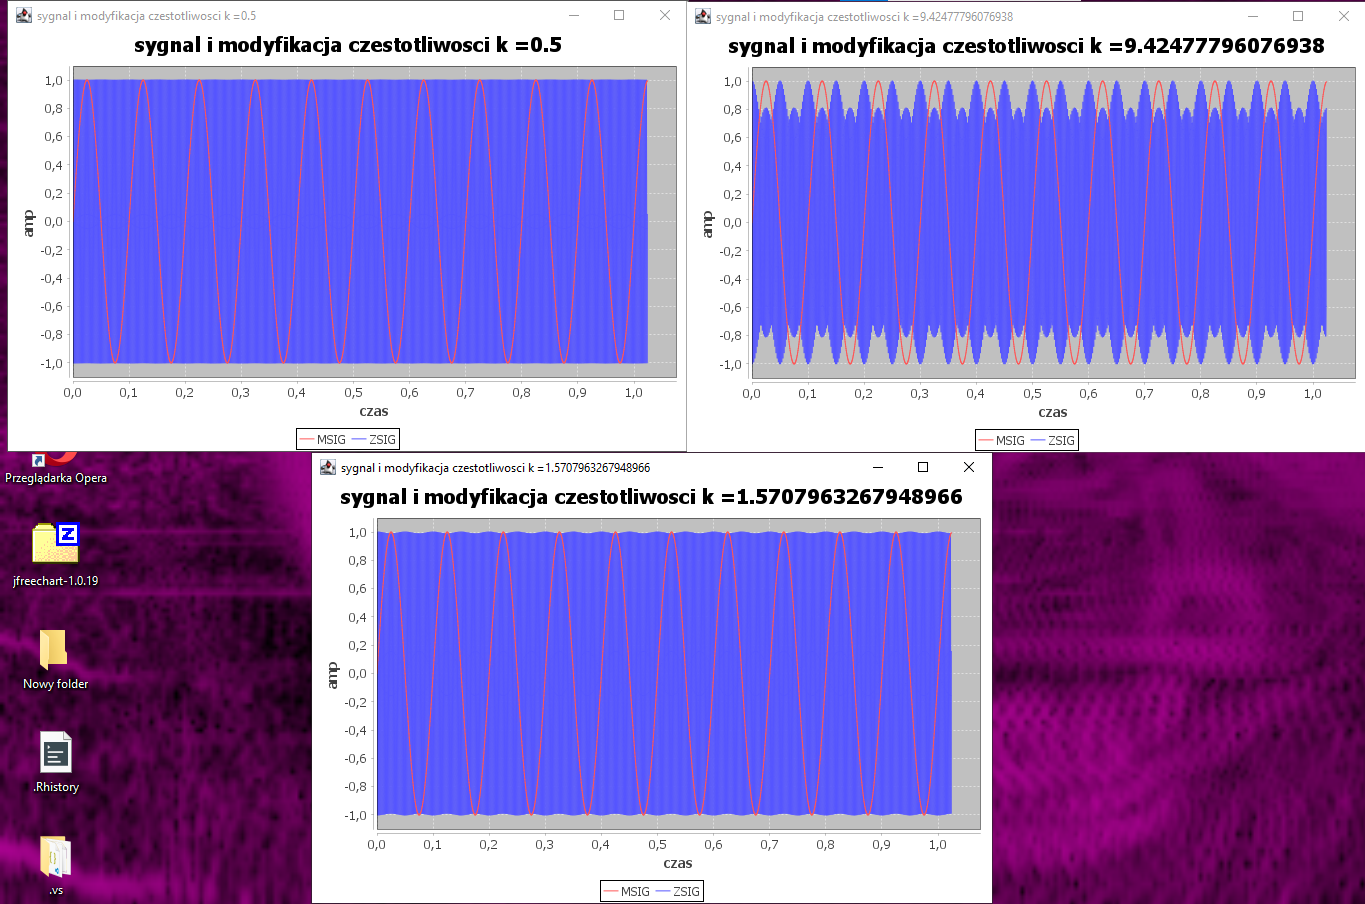 sygnal i modyfikacja czestotliwosci k =0.5
sygnal i modyfikacja czestotliwosci k =0.5
1,0
0,8
0,6
0,4
0,2
0,0
-0,2
-0,4
-0,6
-0,8
-1,0
amp
0,0 0,1 0,2 0,3 0,4 0,5 0,6 0,7 0,8 0,9 1,0
czas
MSIG ZSIG
sygnal i modyfikacja czestotliwosci k =9.42477796076938
sygnal i modyfikacja czestotliwosci k =9.42477796076938
1,0
0,8
0,6
0,4
0,2
0,0
-0,2
-0,4
-0,6
-0,8
-1,0
amp
0,0 0,1 0,2 0,3 0,4 0,5 0,6 0,7 0,8 0,9 1,0
czas
MSIG ZSIG
Przeglądarka Opera
Z
jfreechart-1.0.19
Nowy folder
.Rhistory
.vs
sygnal i modyfikacja czestotliwosci k =1.5707963267948966
sygnal i modyfikacja czestotliwosci k =1.5707963267948966
1,0
0,8
0,6
0,4
0,2
0,0
-0,2
-0,4
-0,6
-0,8
-1,0
amp
0,0 0,1 0,2 0,3 0,4 0,5 0,6 0,7 0,8 0,9 1,0
czas
MSIG ZSIG